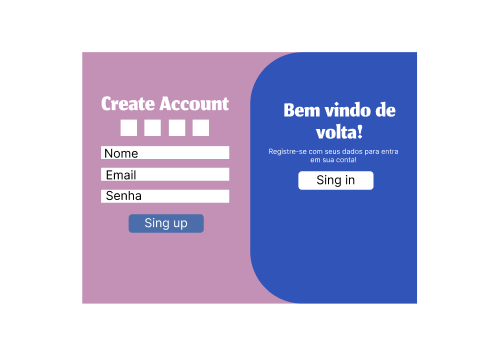 Create Account
Nome
Email
Senha
Sing up
Bem vindo de
volta!
Registre-se com seus dados para entra
em sua conta!
Sing in